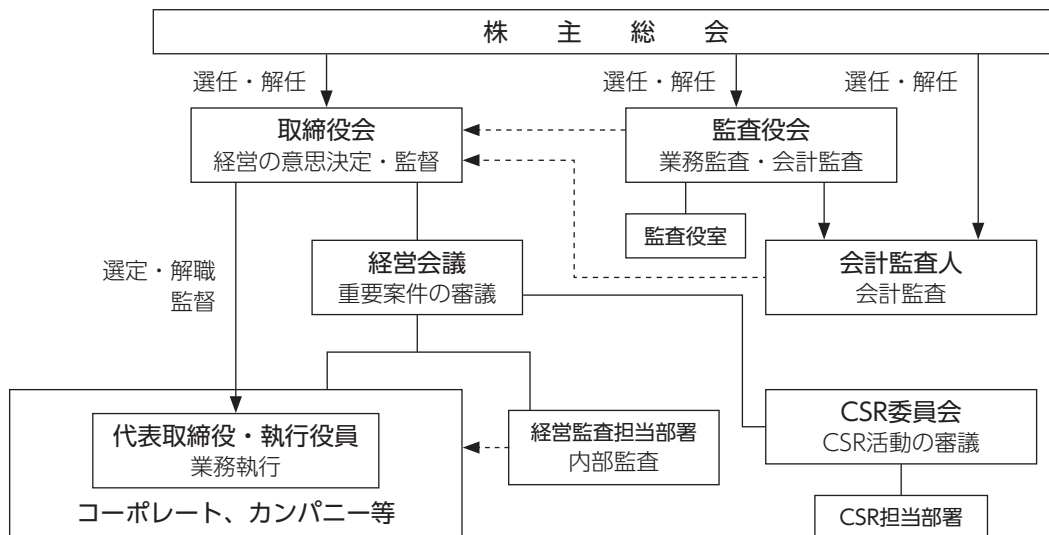 株主総会
選任・解任
選任・解任
選任・解任
取締役会
経営の意思決定・監督
監査役会
業務監査・会計監査
監査役室
選定・解職
監督
経営会議
重要案件の審議
会計監査人
会計監査
代表取締役・執行役員
業務執行
コーポレート、カンパニー等
経営監査担当部署
内部監査
CSR委員会
CSR活動の審議
CSR担当部署